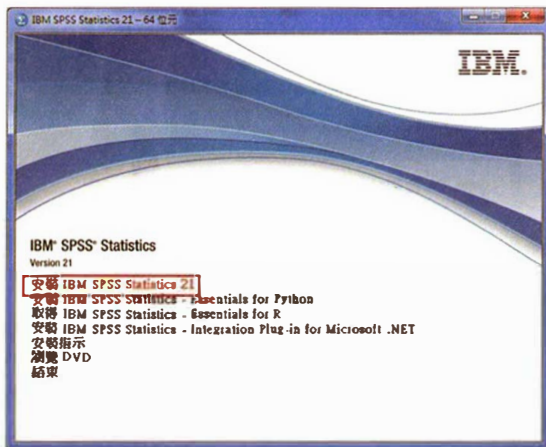 IBM SPSS Statistics 21 – 64 位元
IBM.
IBM® SPSS® Statistics
Version 21
安裝 IBM SPSS Statistics 21
安裝 IBM SPSS Statistics - Essentials for Python
取得 IBM SPSS Statistics - Essentials for R
安裝 IBM SPSS Statistics - Integration Plug-in for Microsoft .NET
安裝指示
瀏覽 DVD
結束